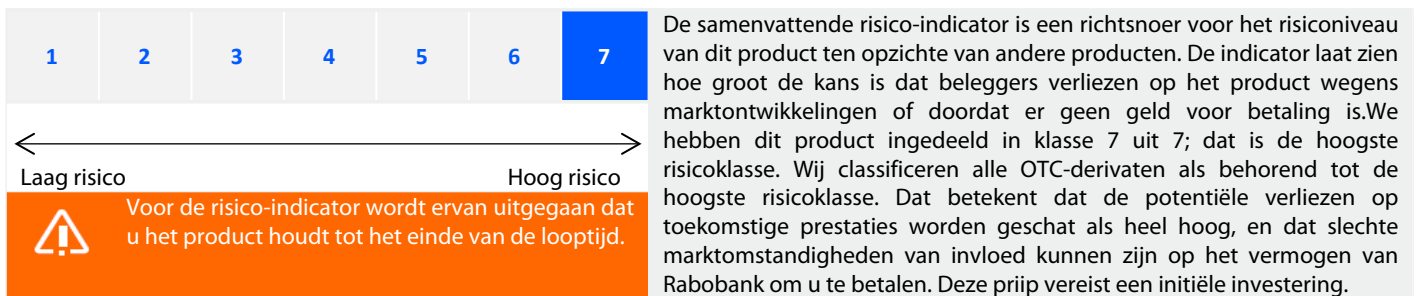 1 2 3 4 5 6 7
Laag risico Hoog risico
Voor de risico-indicator wordt ervan uitgegaan dat
u het product houdt tot het einde van de looptijd.
De samenvattende risico-indicator is een richtsnoer voor het risiconiveau
van dit product ten opzichte van andere producten. De indicator laat zien
hoe groot de kans is dat beleggers verliezen op het product wegens
marktontwikkelingen of doordat er geen geld voor betaling is.We
hebben dit product ingedeeld in klasse 7 uit 7; dat is de hoogste
risicoklasse. Wij classificeren alle OTC-derivaten als behorend tot de
hoogste risicoklasse. Dat betekent dat de potentiële verliezen op
toekomstige prestaties worden geschat als heel hoog, en dat slechte
marktomstandigheden van invloed kunnen zijn op het vermogen van
Rabobank om u te betalen. Deze priip vereist een initiële investering.